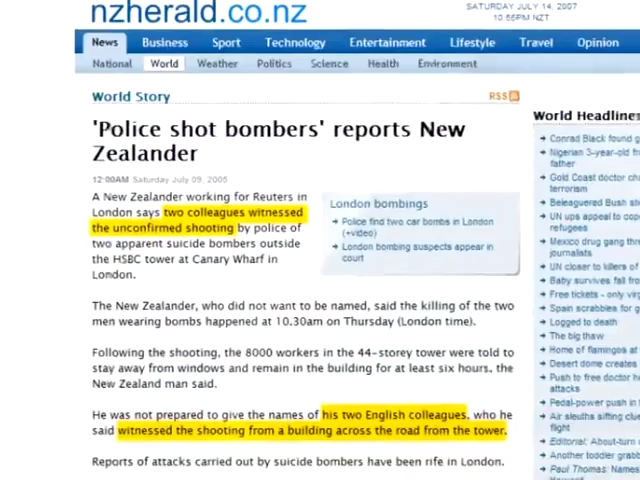 nzherald.co.nz
SATURDAY JULY 14, 2007
10:55PM NZT
News Business Sport Technology Entertainment Lifestyle Travel Opinion
National World Weather Politics Science Health Environment
World Story
RSS
'Police shot bombers' reports New
Zealander
12:00AM Saturday July 09, 2005
A New Zealander working for Reuters in
London says two colleagues witnessed
the unconfirmed shooting by police of
two apparent suicide bombers outside
the HSBC tower at Canary Wharf in
London.
London bombings
Police find two car bombs in London
(+video)
London bombing suspects appear in
court
The New Zealander, who did not want to be named, said the killing of the two
men wearing bombs happened at 10.30am on Thursday (London time).
Following the shooting, the 8000 workers in the 44-storey tower were told to
stay away from windows and remain in the building for at least six hours, the
New Zealand man said.
He was not prepared to give the names of his two English colleagues, who he
said witnessed the shooting from a building across the road from the tower.
Reports of attacks carried out by suicide bombers have been rife in London.
World Headlines
Conrad Black found g
Nigerian 3-year-old fr
father
Gold Coast doctor ch
terrorism
Beleaguered Bush st
UN ups appeal to cop
refugees
Mexico drug gang thr
journalists
UN closer to killers of
Baby survives fall fro
Free tickets - only virg
Spain scrabbles for g
Logged to death
The big thaw
Home of flamingos at
Desert dome creates
Push to free doctor he
attacks
Pedal-power push in
Air sleuths sifting clue
flight
Editorial: About-turn o
Another toddler grabb
Paul Thomas: Names